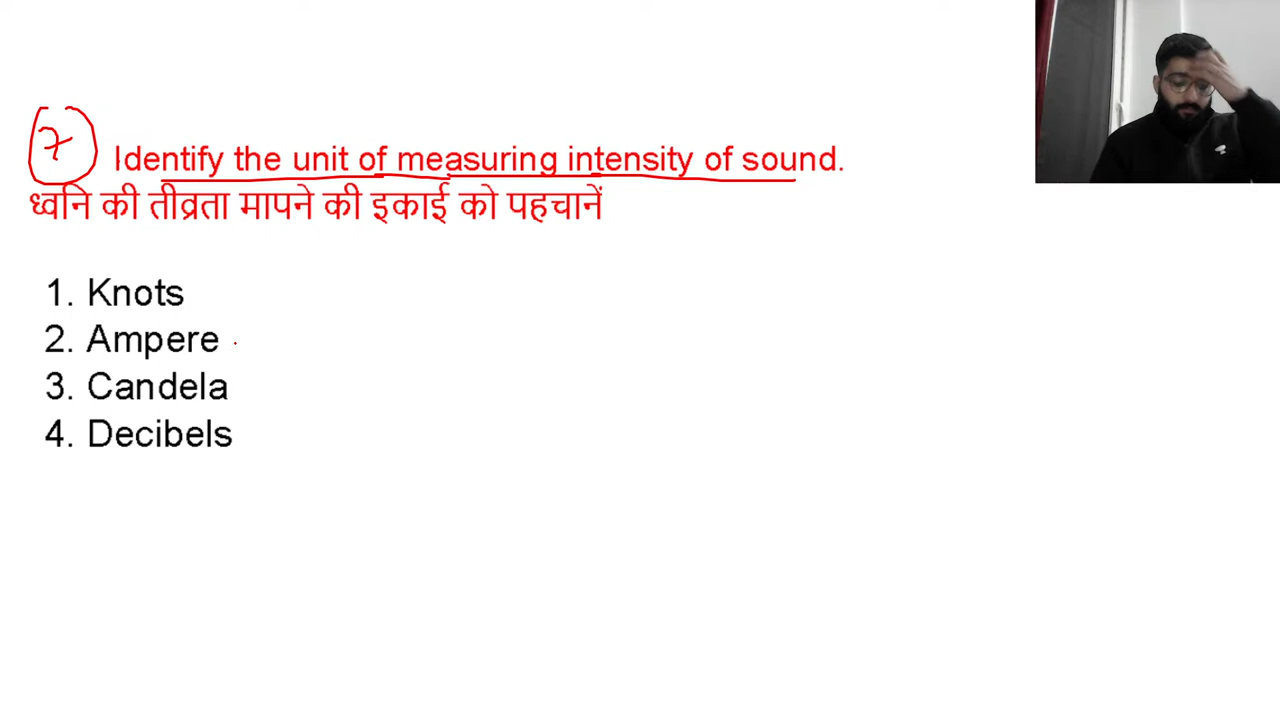 7
Identify the unit of measuring intensity of sound.
ध्वनि की तीव्रता मापने की इकाई को पहचानें
1. Knots
2. Ampere
3. Candela
4. Decibels